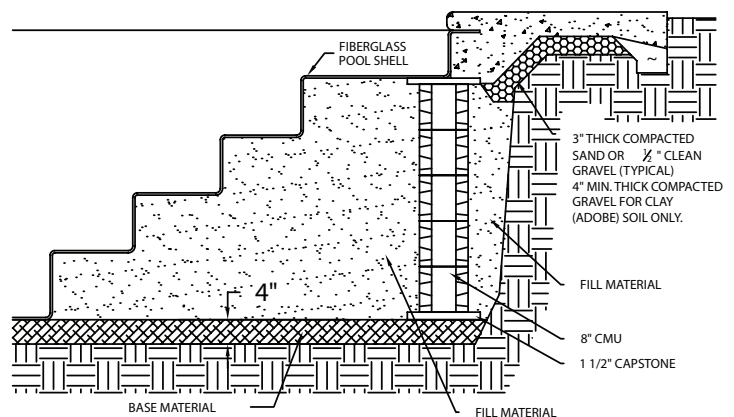 FIBERGLASS
POOL SHELL
3" THICK COMPACTED
SAND OR ½ " CLEAN
GRAVEL (TYPICAL)
4" MIN. THICK COMPACTED
GRAVEL FOR CLAY
(ADOBE) SOIL ONLY.
4"
FILL MATERIAL
8" CMU
1 1/2" CAPSTONE
BASE MATERIAL
FILL MATERIAL